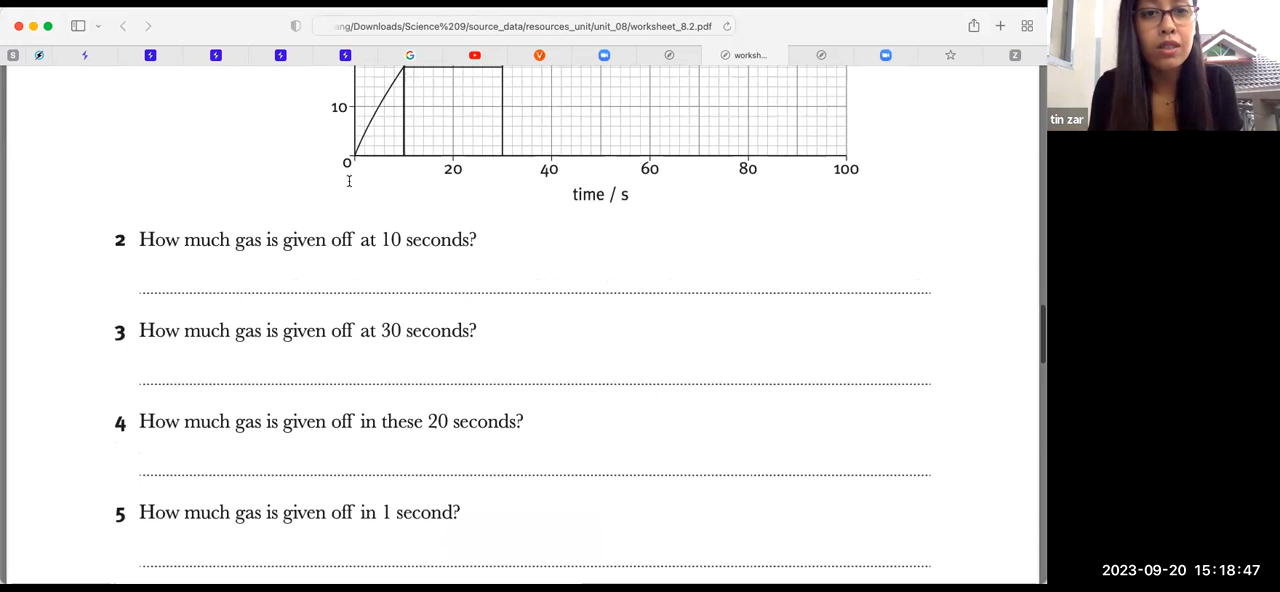 ang/Downloads/Science%209/source_data/resources_unit/unit_08/worksheet_8.2.pdf
S
worksh...
Z
tin zar
10
0
20
40
60
80
100
time / s
2 How much gas is given off at 10 seconds?
3 How much gas is given off at 30 seconds?
4 How much gas is given off in these 20 seconds?
5 How much gas is given off in 1 second?
2023-09-20 15:18:47